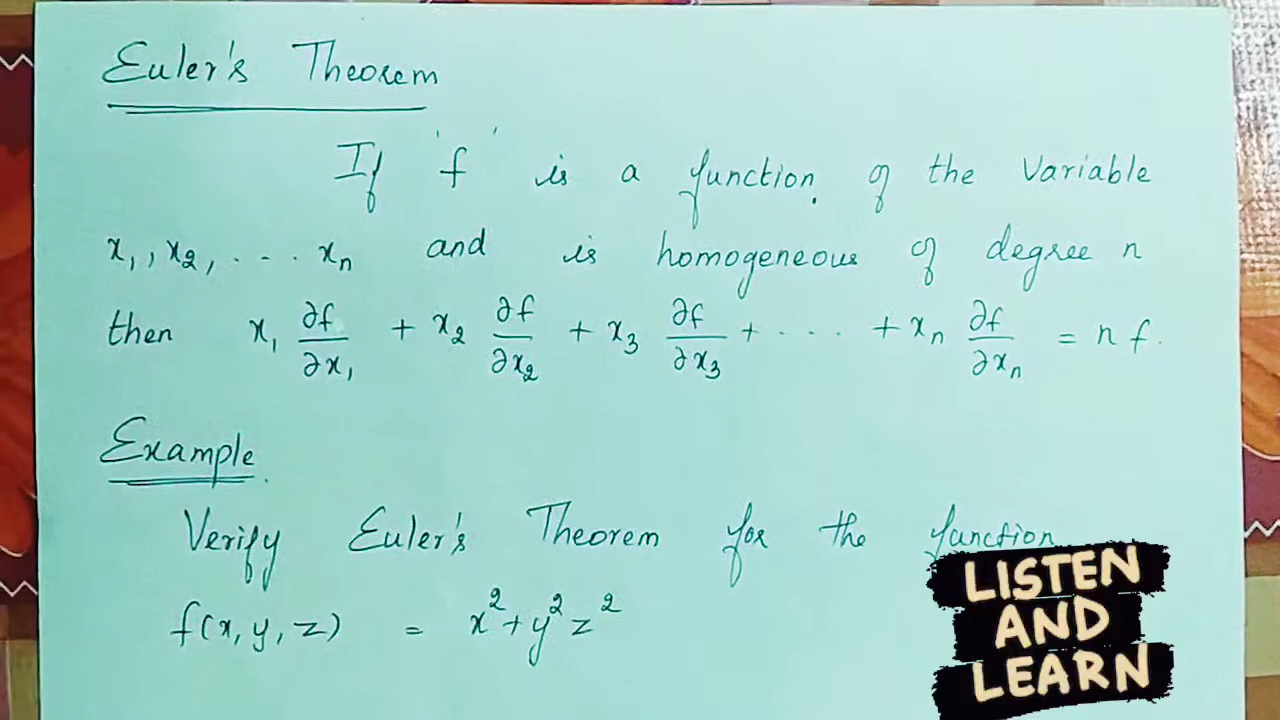 Euler's Theorem
If 'f' is a function of the Variable
x₁, x₂, ... xₙ and is homogeneous of degree n
then x₁ ∂f/∂x₁ + x₂ ∂f/∂x₂ + x₃ ∂f/∂x₃ + .... + xₙ ∂f/∂xₙ = n f.
Example
Verify Euler's Theorem for the function
f(x, y, z) = x² + y² z²
LISTEN
AND
LEARN